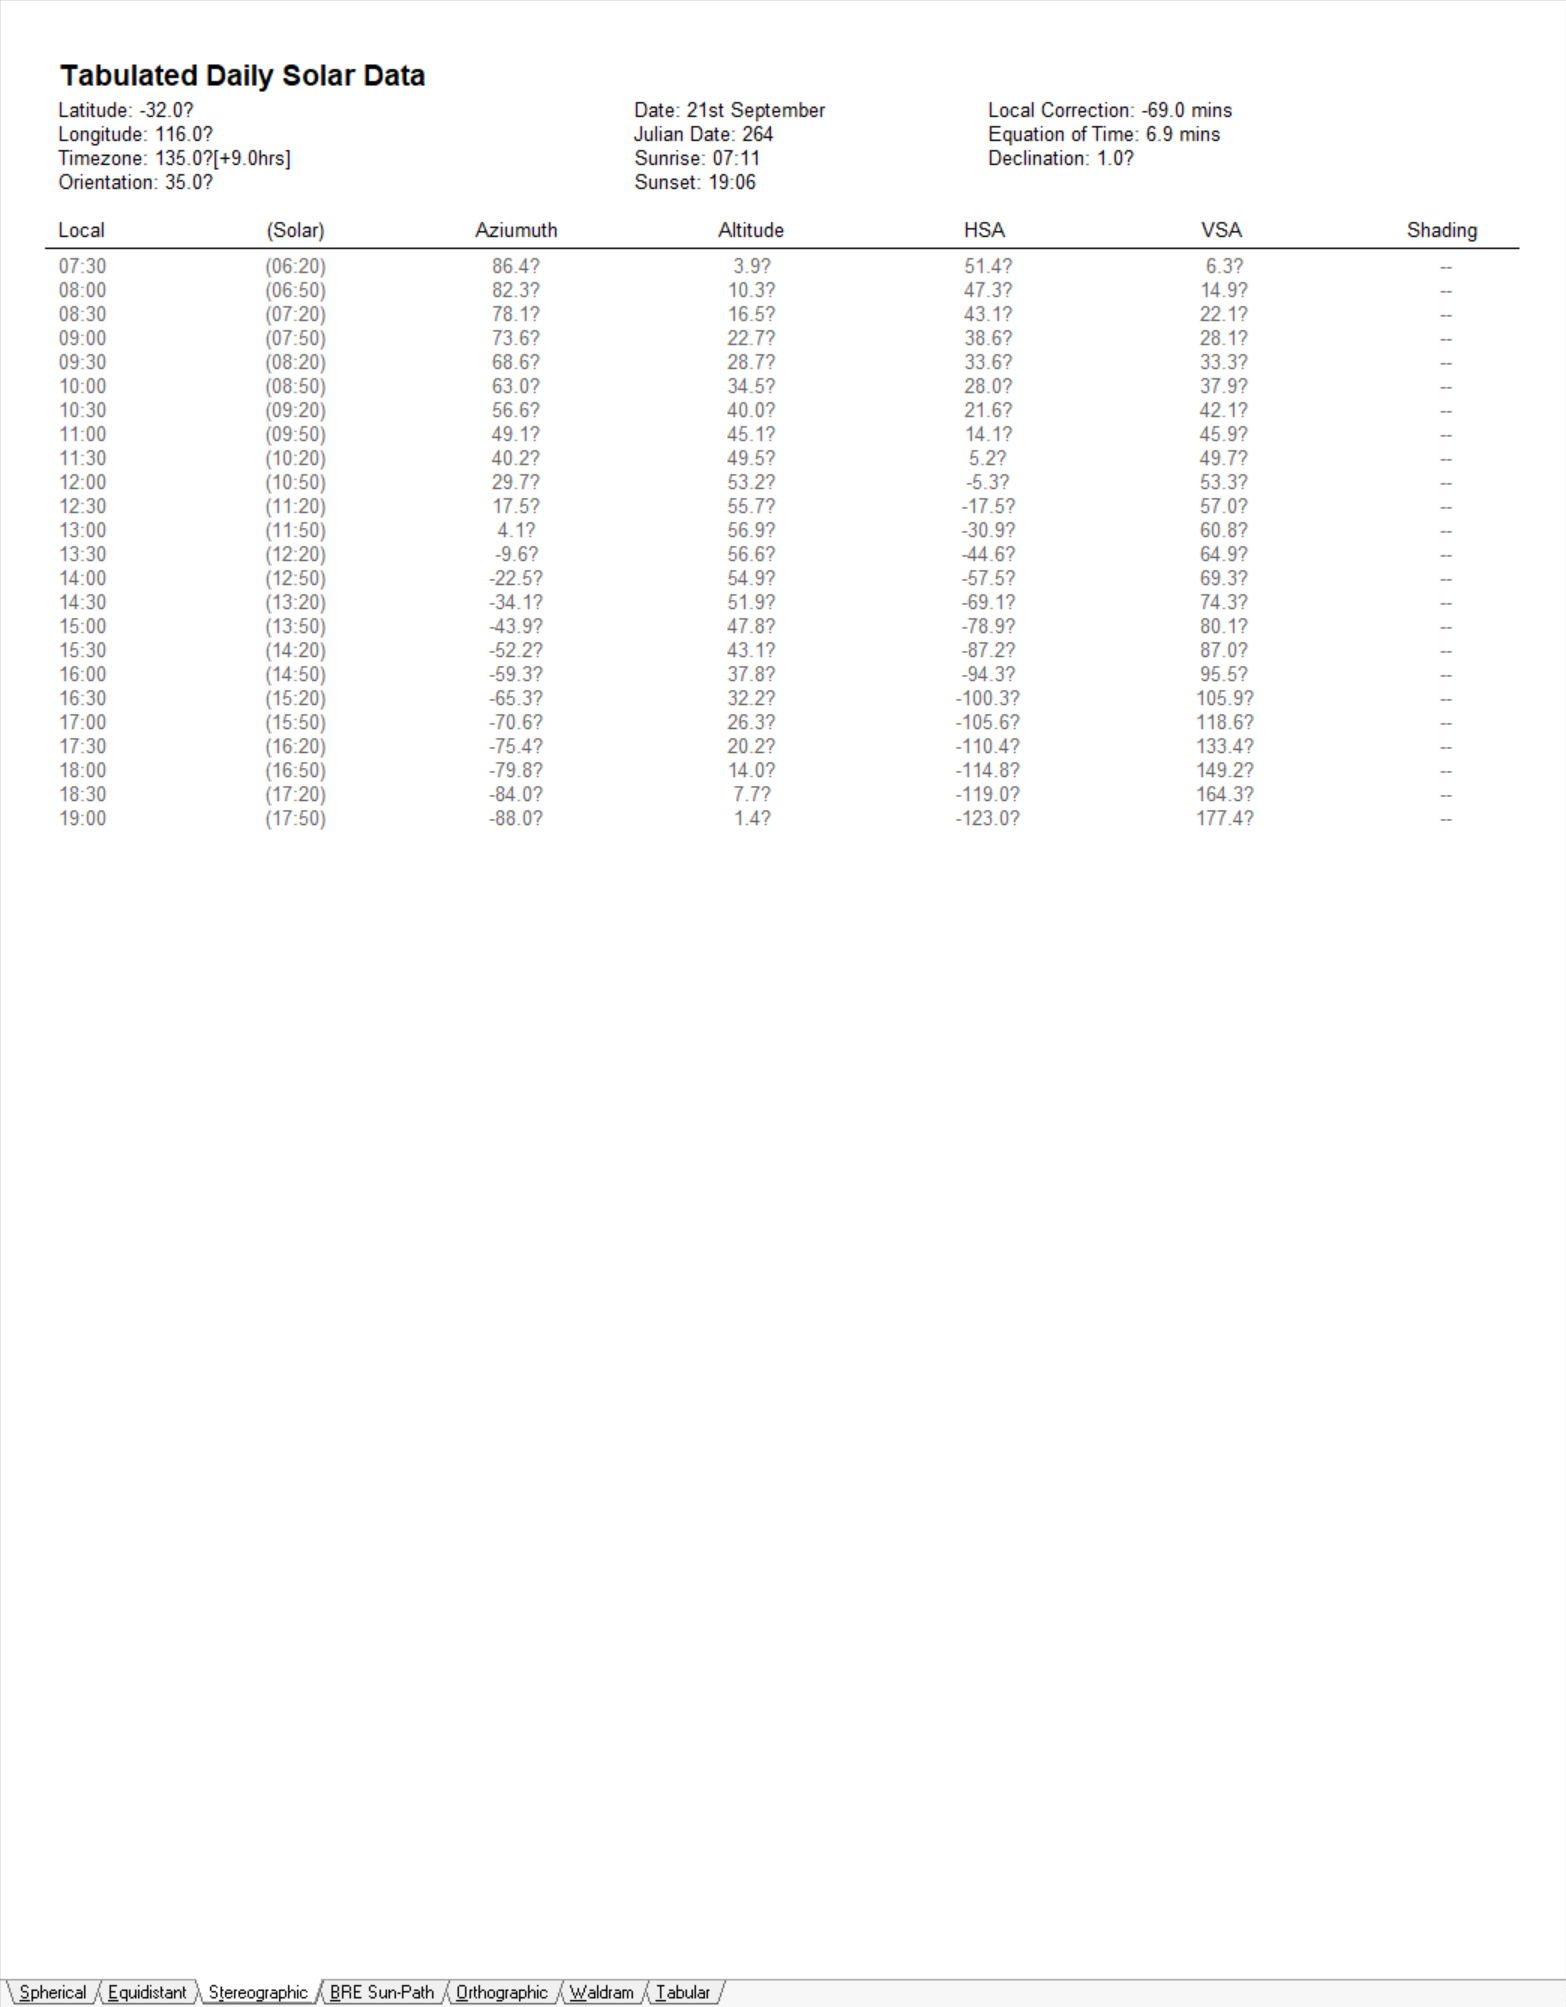 Tabulated Daily Solar Data
Latitude: -32.0? Date: 21st September Local Correction: -69.0 mins
Longitude: 116.0? Julian Date: 264 Equation of Time: 6.9 mins
Timezone: 135.0?[+9.0hrs] Sunrise: 07:11 Declination: 1.0?
Orientation: 35.0? Sunset: 19:06
Local (Solar) Aziumuth Altitude HSA VSA Shading
07:30 (06:20) 86.4? 3.9? 51.4? 6.3? --
08:00 (06:50) 82.3? 10.3? 47.3? 14.9? --
08:30 (07:20) 78.1? 16.5? 43.1? 22.1? --
09:00 (07:50) 73.6? 22.7? 38.6? 28.1? --
09:30 (08:20) 68.6? 28.7? 33.6? 33.3? --
10:00 (08:50) 63.0? 34.5? 28.0? 37.9? --
10:30 (09:20) 56.6? 40.0? 21.6? 42.1? --
11:00 (09:50) 49.1? 45.1? 14.1? 45.9? --
11:30 (10:20) 40.2? 49.5? 5.2? 49.7? --
12:00 (10:50) 29.7? 53.2? -5.3? 53.3? --
12:30 (11:20) 17.5? 55.7? -17.5? 57.0? --
13:00 (11:50) 4.1? 56.9? -30.9? 60.8? --
13:30 (12:20) -9.6? 56.6? -44.6? 64.9? --
14:00 (12:50) -22.5? 54.9? -57.5? 69.3? --
14:30 (13:20) -34.1? 51.9? -69.1? 74.3? --
15:00 (13:50) -43.9? 47.8? -78.9? 80.1? --
15:30 (14:20) -52.2? 43.1? -87.2? 87.0? --
16:00 (14:50) -59.3? 37.8? -94.3? 95.5? --
16:30 (15:20) -65.3? 32.2? -100.3? 105.9? --
17:00 (15:50) -70.6? 26.3? -105.6? 118.6? --
17:30 (16:20) -75.4? 20.2? -110.4? 133.4? --
18:00 (16:50) -79.8? 14.0? -114.8? 149.2? --
18:30 (17:20) -84.0? 7.7? -119.0? 164.3? --
19:00 (17:50) -88.0? 1.4? -123.0? 177.4? --
Spherical Equidistant Stereographic BRE Sun-Path Orthographic Waldram Tabular